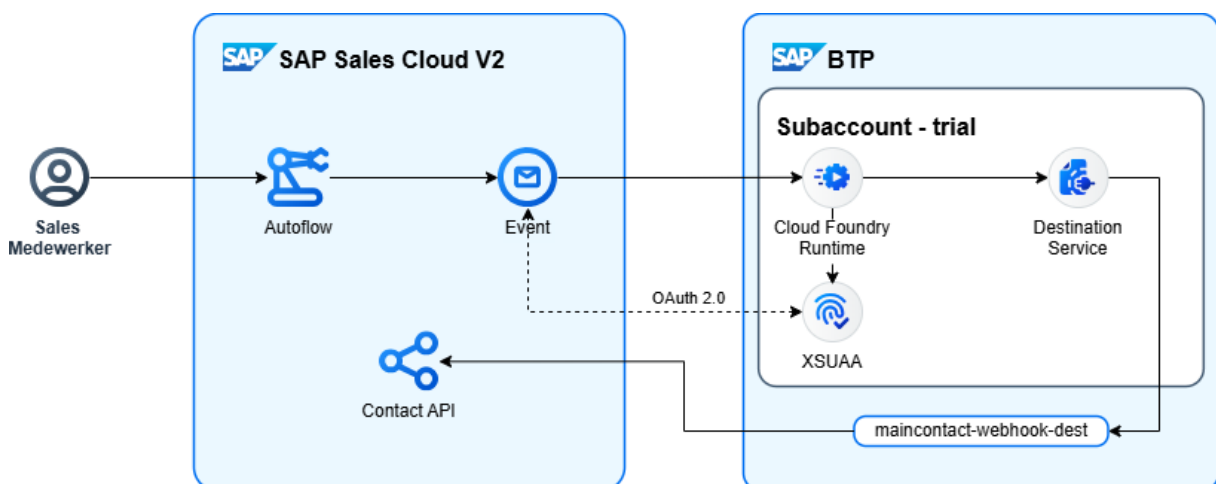 SAP SAP Sales Cloud V2
SAP BTP
Subaccount - trial
Sales
Medewerker
Autoflow
Event
Cloud Foundry
Runtime
Destination
Service
OAuth 2.0
XSUAA
Contact API
maincontact-webhook-dest